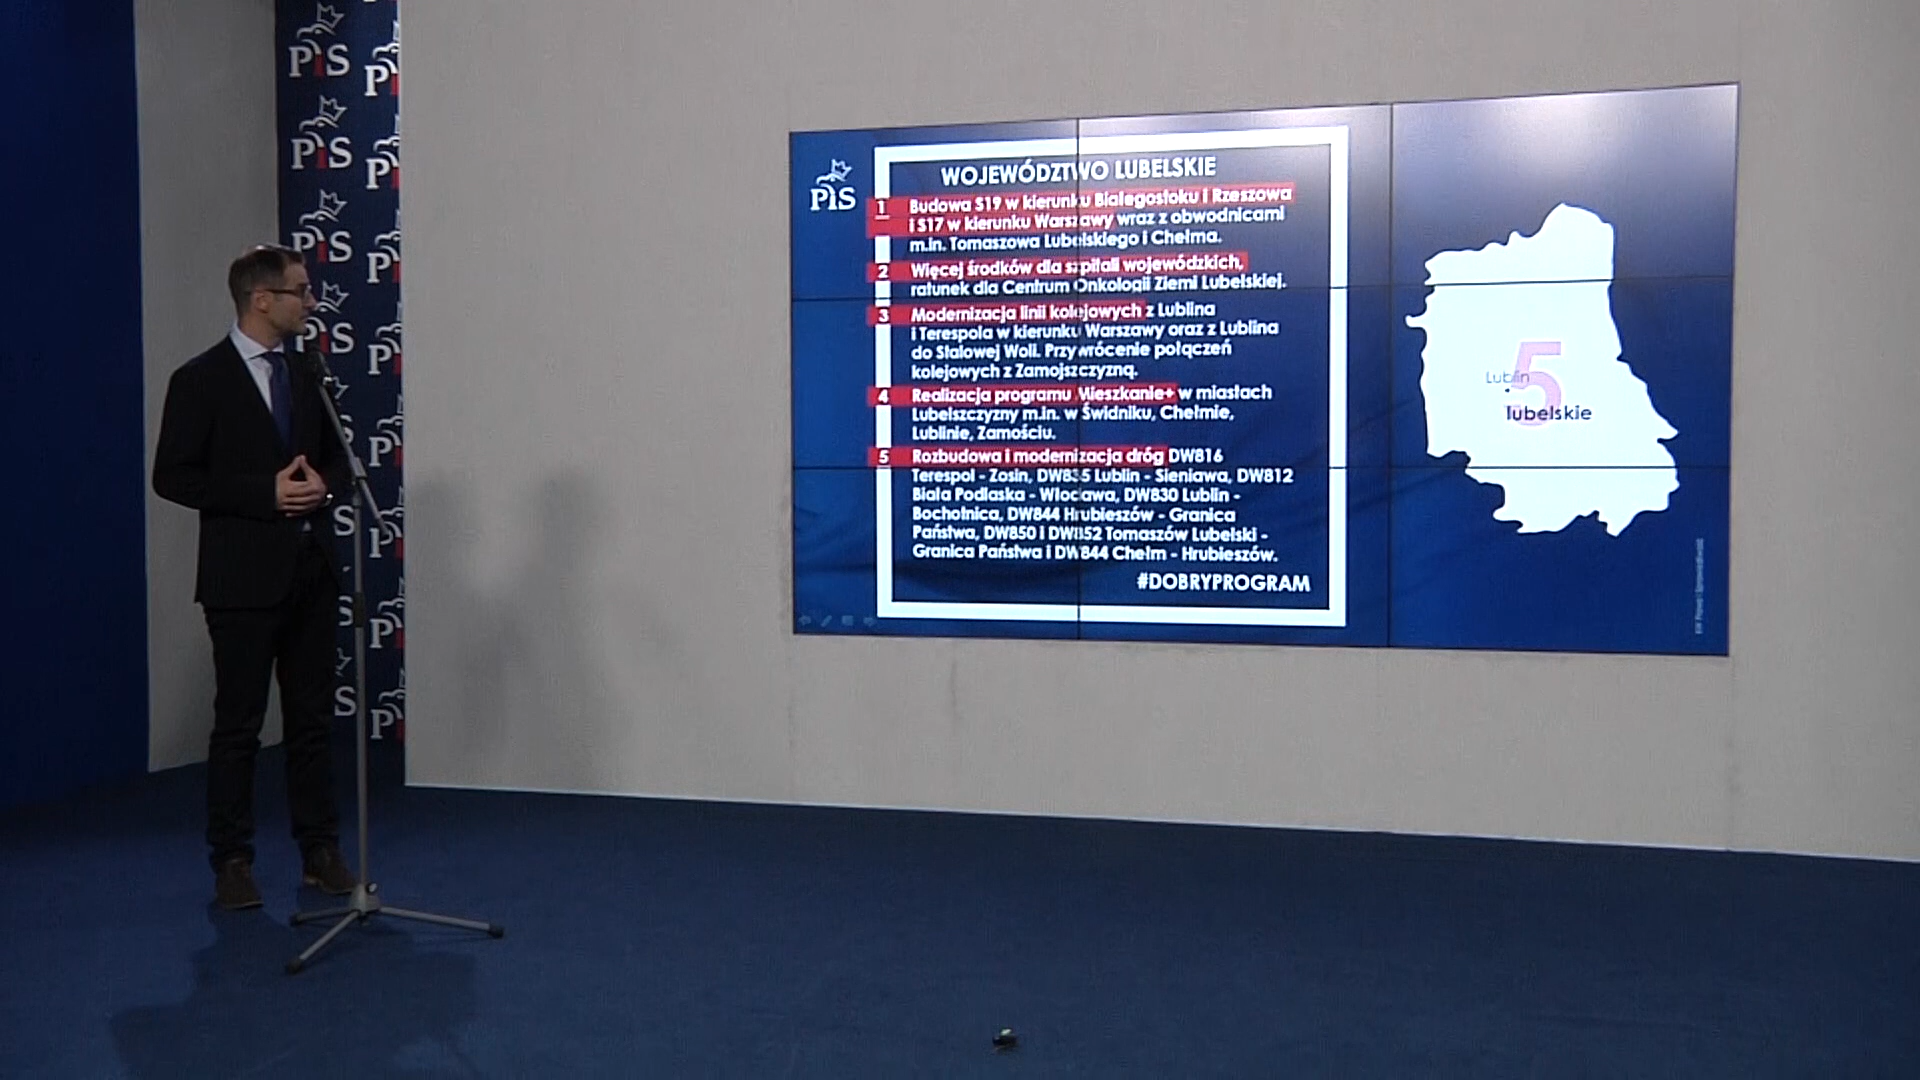 PiS
PiS
PiS
PiS
PiS
PiS
WOJEWÓDZTWO LUBELSKIE
1 Budowa S19 w kierunku Białegostoku i Rzeszowa
i S17 w kierunku Warszawy wraz z obwodnicami
m.in. Tomaszowa Lubelskiego i Chełma.
2 Więcej środków dla szpitali wojewódzkich,
ratunek dla Centrum Onkologii Ziemi Lubelskiej.
3 Modernizacja linii kolejowych z Lublina
i Terespola w kierunku Warszawy oraz z Lublina
do Stalowej Woli. Przywrócenie połączeń
kolejowych z Zamojszczyzną.
4 Realizacja programu Mieszkanie+ w miastach
Lubelszczyzny m.in. w Świdniku, Chełmie,
Lublinie, Zamościu.
5 Rozbudowa i modernizacja dróg DW816
Terespol - Zosin, DW835 Lublin - Sieniawa, DW812
Biała Podlaska - Włodawa, DW830 Lublin -
Bochotnica, DW844 Hrubieszów - Granica
Państwa, DW850 i DW852 Tomaszów Lubelski -
Granica Państwa i DW844 Chełm - Hrubieszów.
#DOBRYPROGRAM
5
Lublin
lubelskie